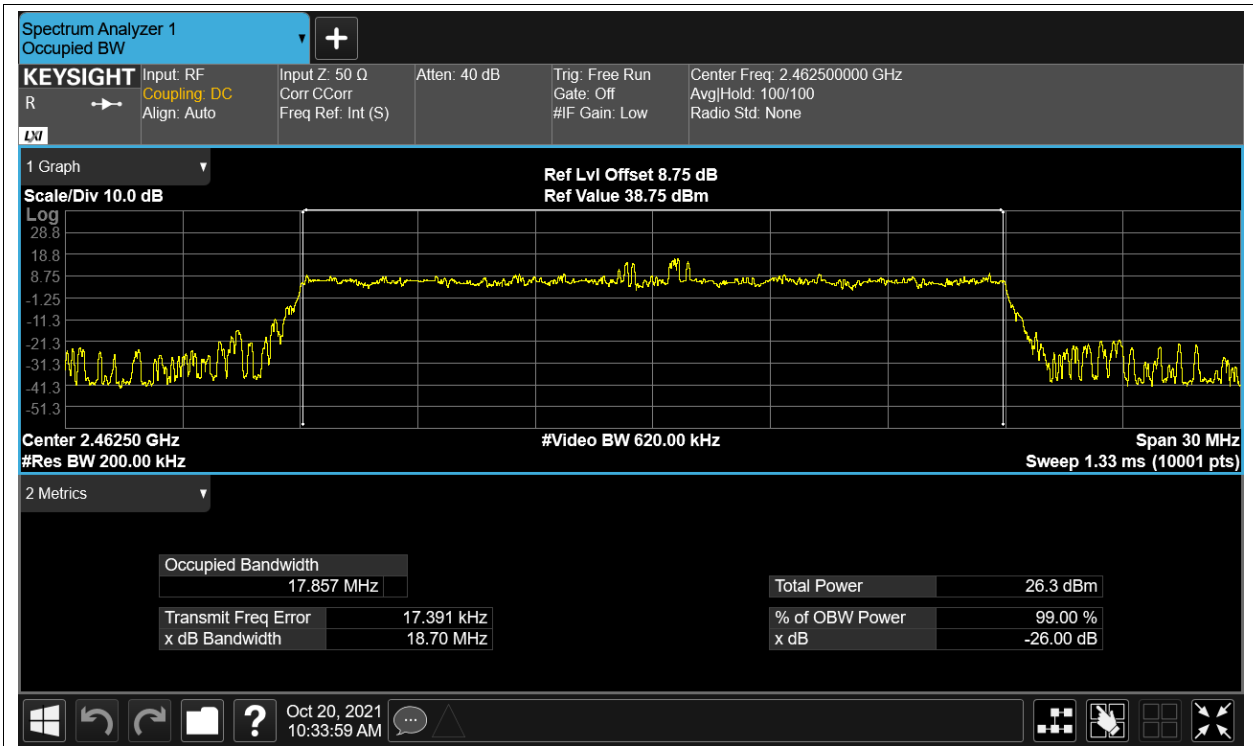 Spectrum Analyzer 1
Occupied BW
KEYSIGHT
R
LXI
Input: RF
Coupling: DC
Align: Auto
Input Z: 50 Ω
Corr CCorr
Freq Ref: Int (S)
Atten: 40 dB
Trig: Free Run
Gate: Off
#IF Gain: Low
Center Freq: 2.462500000 GHz
Avg|Hold: 100/100
Radio Std: None
1 Graph
Scale/Div 10.0 dB
Ref Lvl Offset 8.75 dB
Ref Value 38.75 dBm
Log
28.8
18.8
8.75
-1.25
-11.3
-21.3
-31.3
-41.3
-51.3
Center 2.46250 GHz
#Video BW 620.00 kHz
Span 30 MHz
#Res BW 200.00 kHz
Sweep 1.33 ms (10001 pts)
2 Metrics
Occupied Bandwidth
17.857 MHz
Transmit Freq Error 17.391 kHz
x dB Bandwidth 18.70 MHz
Total Power 26.3 dBm
% of OBW Power 99.00 %
x dB -26.00 dB
?
Oct 20, 2021
10:33:59 AM